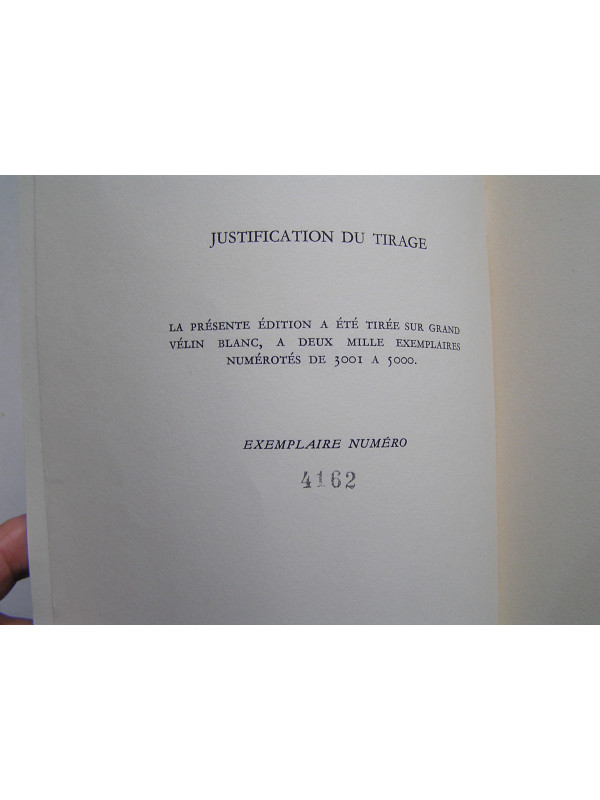 JUSTIFICATION DU TIRAGE
LA PRÉSENTE ÉDITION A ÉTÉ TIRÉE SUR GRAND
VÉLIN BLANC, A DEUX MILLE EXEMPLAIRES
NUMÉROTÉS DE 3001 A 5000.
EXEMPLAIRE NUMÉRO
4162